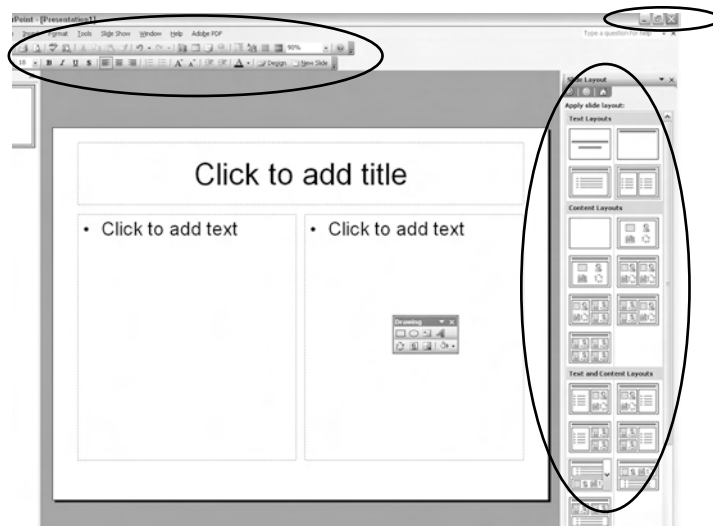 Point - [Presentation1]
Insert Format Tools Slide Show Window Help Adobe PDF
Type a question for help
90%
18 B I U S A A A Design New Slide
Slide Layout
Apply slide layout:
Text Layouts
Click to add title
• Click to add text
• Click to add text
Content Layouts
Drawing
Text and Content Layouts